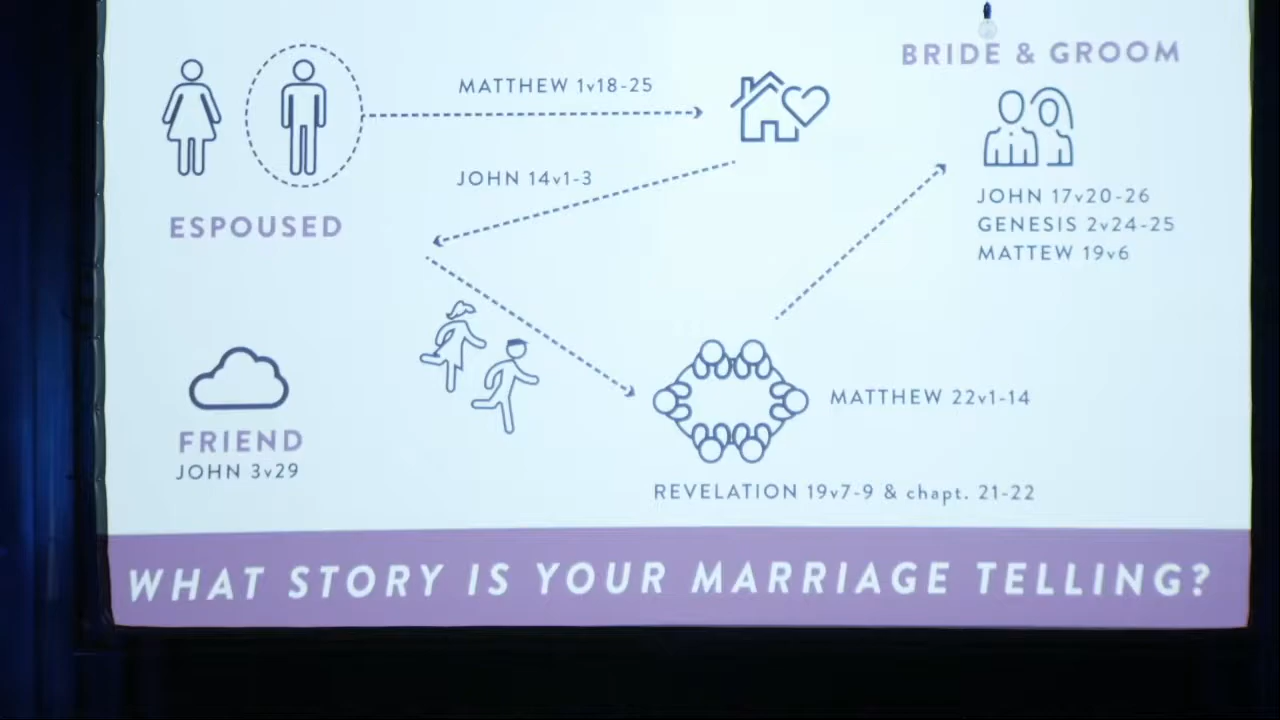 BRIDE & GROOM
MATTHEW 1v18-25
JOHN 14v1-3
JOHN 17v20-26
GENESIS 2v24-25
MATTEW 19v6
ESPOUSED
MATTHEW 22v1-14
FRIEND
JOHN 3v29
REVELATION 19v7-9 & chapt. 21-22
WHAT STORY IS YOUR MARRIAGE TELLING?